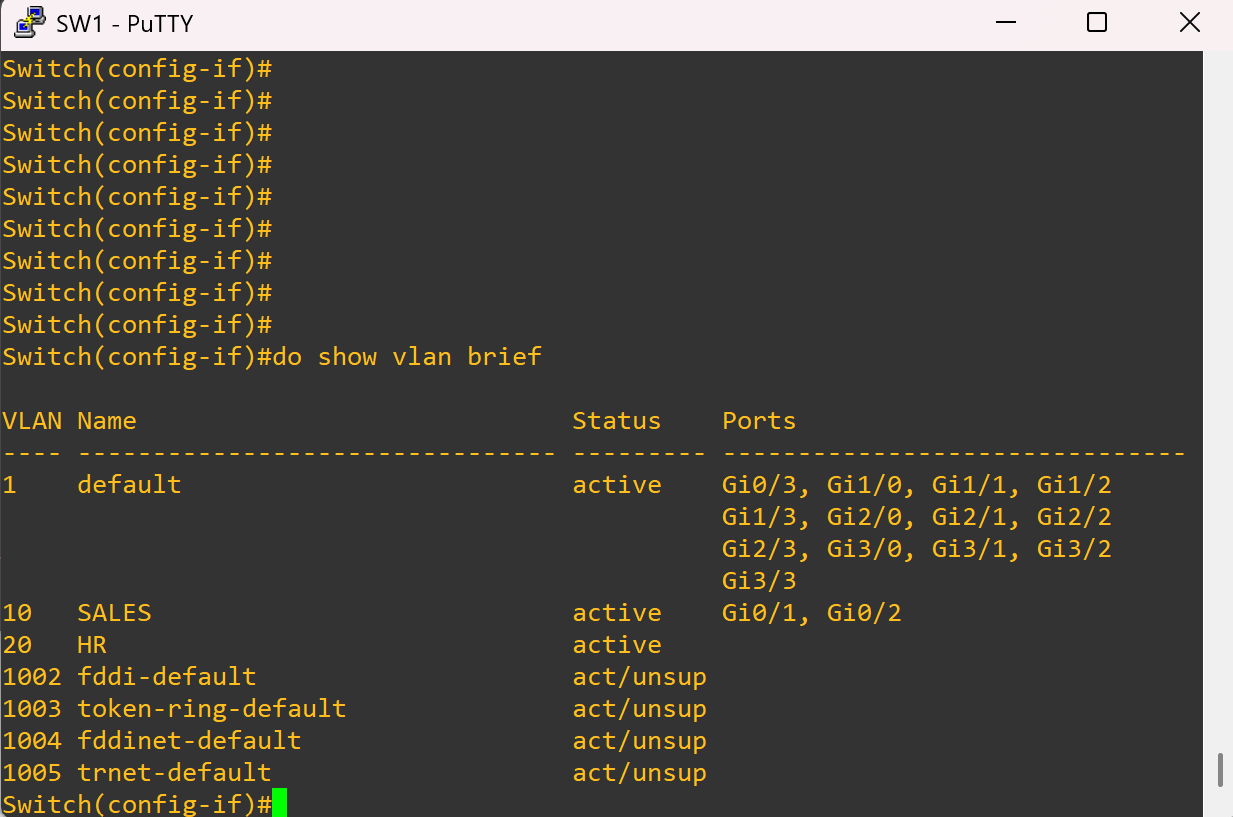 SW1 - PuTTY
Switch(config-if)#
Switch(config-if)#
Switch(config-if)#
Switch(config-if)#
Switch(config-if)#
Switch(config-if)#
Switch(config-if)#
Switch(config-if)#
Switch(config-if)#
Switch(config-if)#do show vlan brief
VLAN Name                             Status    Ports
---- -------------------------------- --------- -------------------------------
1    default                          active    Gi0/3, Gi1/0, Gi1/1, Gi1/2
                                                Gi1/3, Gi2/0, Gi2/1, Gi2/2
                                                Gi2/3, Gi3/0, Gi3/1, Gi3/2
                                                Gi3/3
10   SALES                            active    Gi0/1, Gi0/2
20   HR                               active
1002 fddi-default                     act/unsup
1003 token-ring-default               act/unsup
1004 fddinet-default                  act/unsup
1005 trnet-default                    act/unsup
Switch(config-if)#